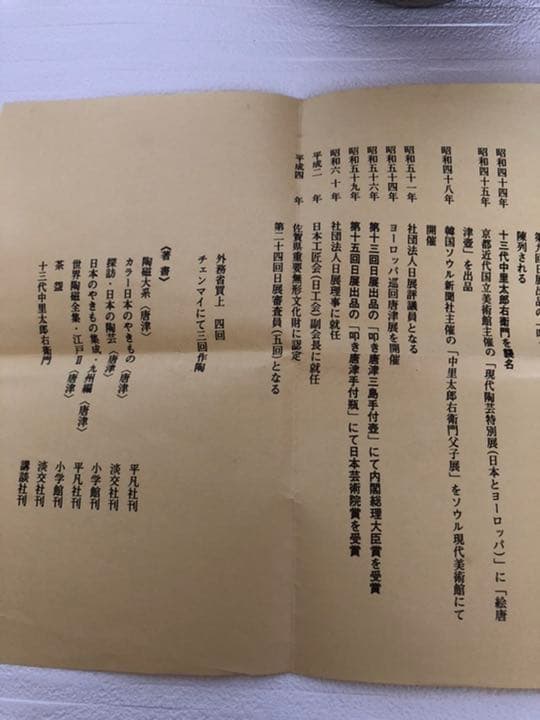 陳列される
昭和四十四年 十三代中里太郎右衛門を襲名
昭和四十五年 京都近代国立美術館主催の「現代陶芸特別展(日本とヨーロッパ)」に「絵唐
津壺」を出品
昭和四十八年 韓国ソウル新聞社主催の「中里太郎右衛門父子展」をソウル現代美術館にて
開催
昭和五十一年 社団法人日展評議員となる
昭和五十四年 ヨーロッパ巡回唐津展を開催
昭和五十六年 第十三回日展出品の「叩き唐津三島手付壺」にて内閣総理大臣賞を受賞
昭和五十九年 第十五回日展出品の「叩き唐津手付瓶」にて日本芸術院賞を受賞
昭和六十年 社団法人日展理事に就任
平成二年 日本工匠会(日工会)副会長に就任
平成四年 佐賀県重要無形文化財に認定
第二十四回日展審査員(五回)となる
外務省買上 四回
チェンマイにて三回作陶
《著書》
陶磁大系(唐津) 平凡社刊
カラー日本のやきもの(唐津) 淡交社刊
探訪・日本の陶芸(唐津) 小学館刊
日本のやきもの集成・九州編 平凡社刊
世界陶磁全集・江戸Ⅱ(唐津) 小学館刊
茶盌(唐津) 淡交社刊
十三代中里太郎右衛門 講談社刊